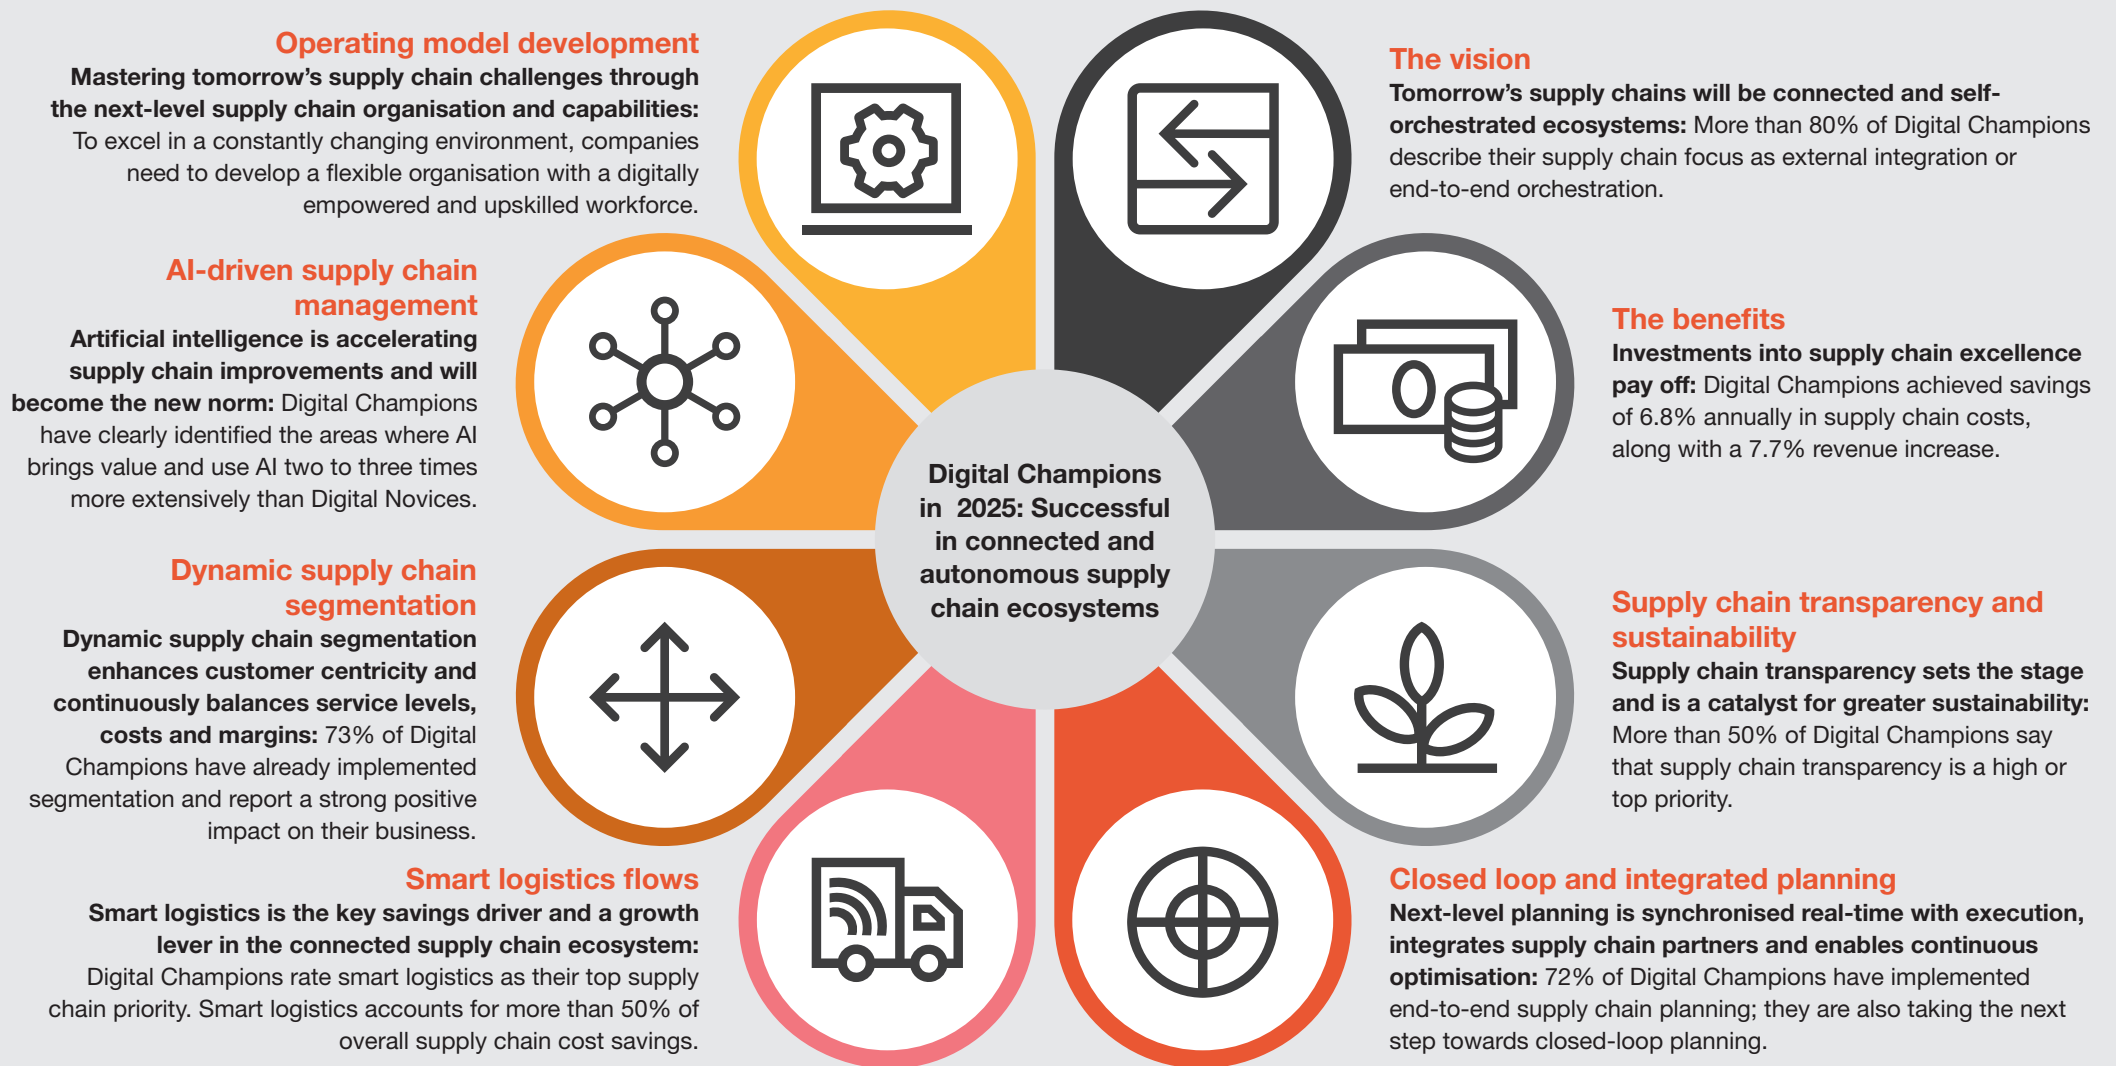 Operating model development
Mastering tomorrow’s supply chain challenges through
the next-level supply chain organisation and capabilities:
To excel in a constantly changing environment, companies
need to develop a flexible organisation with a digitally
empowered and upskilled workforce.
AI-driven supply chain
management
Artificial intelligence is accelerating
supply chain improvements and will
become the new norm: Digital Champions
have clearly identified the areas where AI
brings value and use AI two to three times
more extensively than Digital Novices.
Dynamic supply chain
segmentation
Dynamic supply chain segmentation
enhances customer centricity and
continuously balances service levels,
costs and margins: 73% of Digital
Champions have already implemented
segmentation and report a strong positive
impact on their business.
Smart logistics flows
Smart logistics is the key savings driver and a growth
lever in the connected supply chain ecosystem:
Digital Champions rate smart logistics as their top supply
chain priority. Smart logistics accounts for more than 50% of
overall supply chain cost savings.
Digital Champions
in 2025: Successful
in connected and
autonomous supply
chain ecosystems
The vision
Tomorrow’s supply chains will be connected and self-
orchestrated ecosystems: More than 80% of Digital Champions
describe their supply chain focus as external integration or
end-to-end orchestration.
The benefits
Investments into supply chain excellence
pay off: Digital Champions achieved savings
of 6.8% annually in supply chain costs,
along with a 7.7% revenue increase.
Supply chain transparency and
sustainability
Supply chain transparency sets the stage
and is a catalyst for greater sustainability:
More than 50% of Digital Champions say
that supply chain transparency is a high or
top priority.
Closed loop and integrated planning
Next-level planning is synchronised real-time with execution,
integrates supply chain partners and enables continuous
optimisation: 72% of Digital Champions have implemented
end-to-end supply chain planning; they are also taking the next
step towards closed-loop planning.